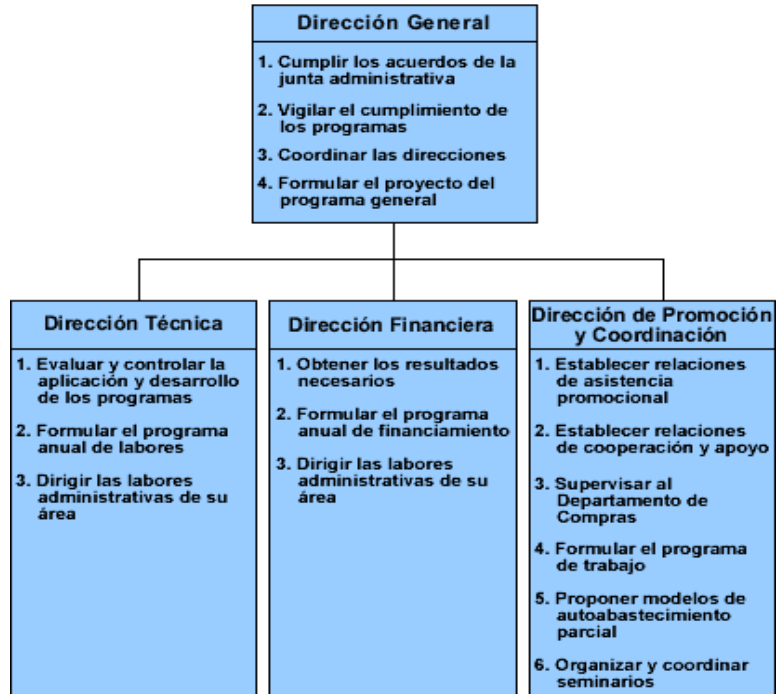 Dirección General
1. Cumplir los acuerdos de la
junta administrativa
2. Vigilar el cumplimiento de
los programas
3. Coordinar las direcciones
4. Formular el proyecto del
programa general
Dirección Técnica
1. Evaluar y controlar la
aplicación y desarrollo
de los programas
2. Formular el programa
anual de labores
3. Dirigir las labores
administrativas de su
área
Dirección Financiera
1. Obtener los resultados
necesarios
2. Formular el programa
anual de financiamiento
3. Dirigir las labores
administrativas de su
área
Dirección de Promoción
y Coordinación
1. Establecer relaciones
de asistencia
promocional
2. Establecer relaciones
de cooperación y apoyo
3. Supervisar al
Departamento de
Compras
4. Formular el programa
de trabajo
5. Proponer modelos de
autoabastecimiento
parcial
6. Organizar y coordinar
seminarios